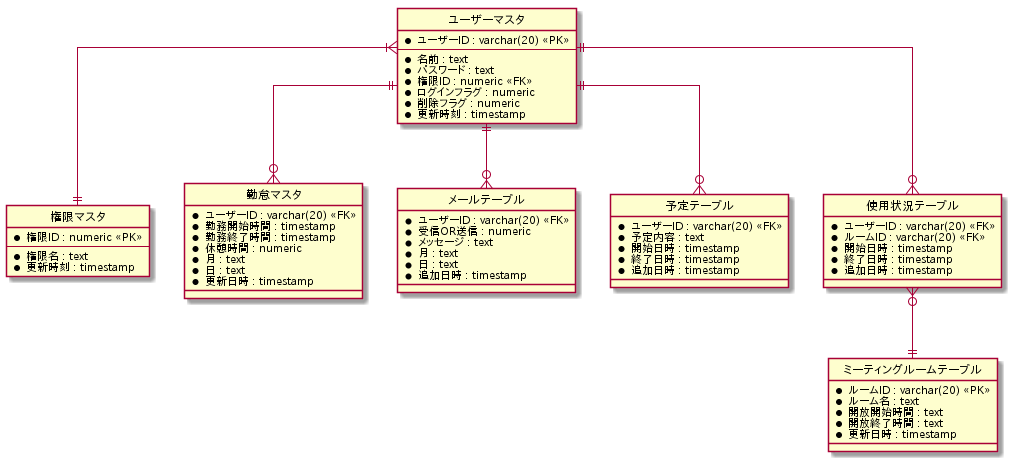 ユーザーマスタ
ユーザーID : varchar(20) «PK»
名前 : text
パスワード : text
権限ID : numeric «FK»
ログインフラグ : numeric
削除フラグ : numeric
更新時刻 : timestamp
権限マスタ
権限ID : numeric «PK»
権限名 : text
更新時刻 : timestamp
勤怠マスタ
ユーザーID : varchar(20) «FK»
勤務開始時間 : timestamp
勤務終了時間 : timestamp
休憩時間 : numeric
月 : text
日 : text
更新日時 : timestamp
メールテーブル
ユーザーID : varchar(20) «FK»
受信OR送信 : numeric
メッセージ : text
月 : text
日 : text
追加日時 : timestamp
予定テーブル
ユーザーID : varchar(20) «FK»
予定内容 : text
開始日時 : timestamp
終了日時 : timestamp
追加日時 : timestamp
使用状況テーブル
ユーザーID : varchar(20) «FK»
ルームID : varchar(20) «FK»
開始日時 : timestamp
終了日時 : timestamp
追加日時 : timestamp
ミーティングルームテーブル
ルームID : varchar(20) «PK»
ルーム名 : text
開放開始時間 : text
開放終了時間 : text
更新日時 : timestamp